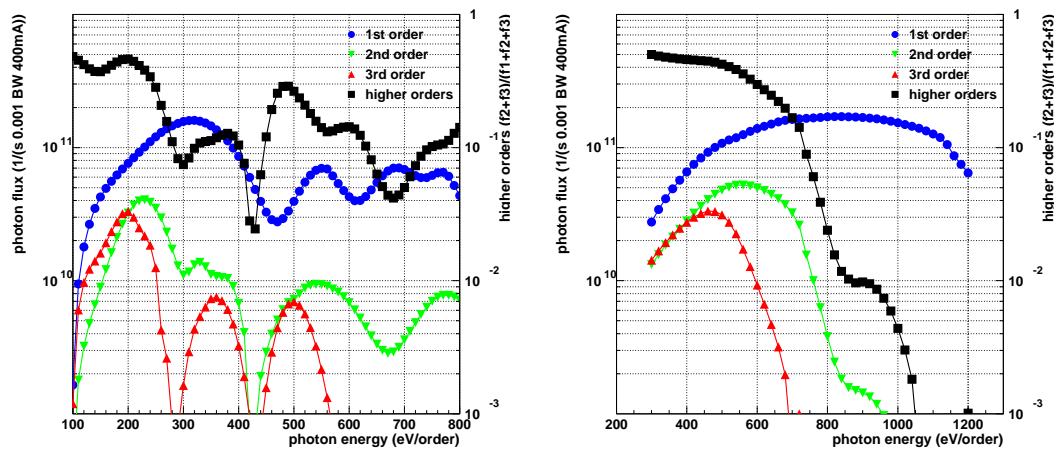 photon flux (1/(s 0.001 BW 400mA))
10 11
10 10
1st order
2nd order
3rd order
higher orders
1
10 -1
10 -2
10 -3
higher orders (f2+f3)/(f1+f2+f3)
100 200 300 400 500 600 700 800
photon energy (eV/order)
photon flux (1/(s 0.001 BW 400mA))
10 11
10 10
1st order
2nd order
3rd order
higher orders
1
10 -1
10 -2
10 -3
higher orders (f2+f3)/(f1+f2+f3)
200 400 600 800 1000 1200
photon energy (eV/order)